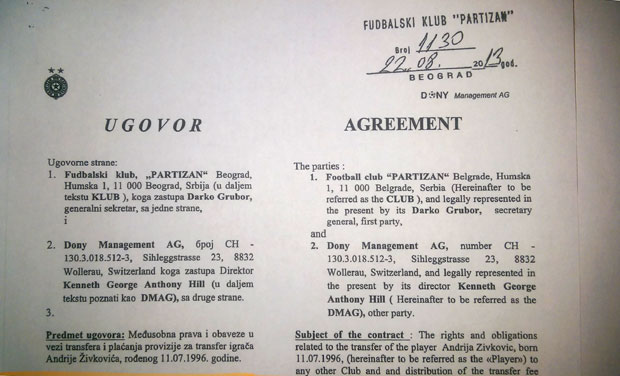 FUDBALSKI KLUB "PARTIZAN"
Broj 1130
22. 08. 2013 god.
BEOGRAD
DONY Management AG
UGOVOR
Ugovorne strane:
1. Fudbalski klub, „PARTIZAN“ Beograd,
Humska 1, 11 000 Beograd, Srbija (u daljem
tekstu KLUB ), koga zastupa Darko Grubor,
generalni sekretar, sa jedne strane,
i
2. Dony Management AG, број CH -
130.3.018.512-3, Sihleggstrasse 23, 8832
Wollerau, Switzerland koga zastupa Direktor
Kenneth George Anthony Hill (u daljem
tekstu poznati kao DMAG), sa druge strane.
3.
Predmet ugovora: Međusobna prava i obaveze u
vezi transfera i plaćanja provizije za transfer igrača
Andrije Živkovića, rođenog 11.07.1996. godine.
AGREEMENT
The parties :
1. Football club "PARTIZAN" Belgrade, Humska
1, 11 000 Belgrade, Serbia (Hereinafter to be
referred as the CLUB ), and legally represented in
the present by its Darko Grubor, secretary
general, first party,
and
2. Dony Management AG, number CH -
130.3.018.512-3, Sihleggstrasse 23, 8832
Wollerau, Switzerland, and legally represented in
the present by its director Kenneth George
Anthony Hill ( Hereinafter to be referred as the
DMAG), other party.
Subject of the contract : The rights and obligations
related to the transfer of the player Andrija Zivkovic, born
11.07.1996, (hereinafter to be referred as the «Player») to
any other Club and and distribution of the transfer fee